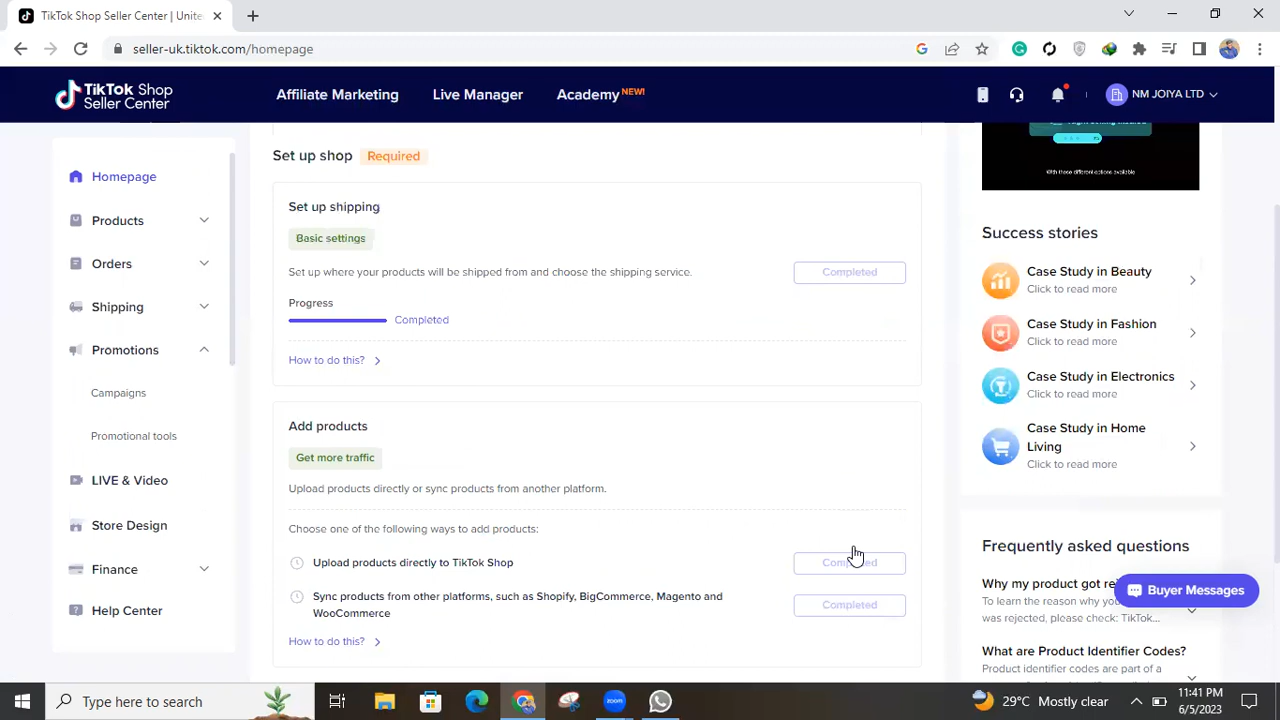 TikTok Shop Seller Center | Unite
seller-uk.tiktok.com/homepage
TikTok Shop
Seller Center
Affiliate Marketing
Live Manager
Academy NEW!
NM JOIYA LTD
Homepage
Products
Orders
Shipping
Promotions
Campaigns
Promotional tools
LIVE & Video
Store Design
Finance
Help Center
Set up shop Required
Set up shipping
Basic settings
Set up where your products will be shipped from and choose the shipping service.
Completed
Progress
Completed
How to do this?
Add products
Get more traffic
Upload products directly or sync products from another platform.
Choose one of the following ways to add products:
Upload products directly to TikTok Shop
Completed
Sync products from other platforms, such as Shopify, BigCommerce, Magento and
WooCommerce
Completed
How to do this?
With these different options available
Success stories
Case Study in Beauty
Click to read more
Case Study in Fashion
Click to read more
Case Study in Electronics
Click to read more
Case Study in Home
Living
Click to read more
Frequently asked questions
Why my product got re
To learn the reason why you
was rejected, please check: TikTok...
Buyer Messages
What are Product Identifier Codes?
Product identifier codes are part of a
Type here to search
zoom
29°C Mostly clear
11:41 PM
6/5/2023